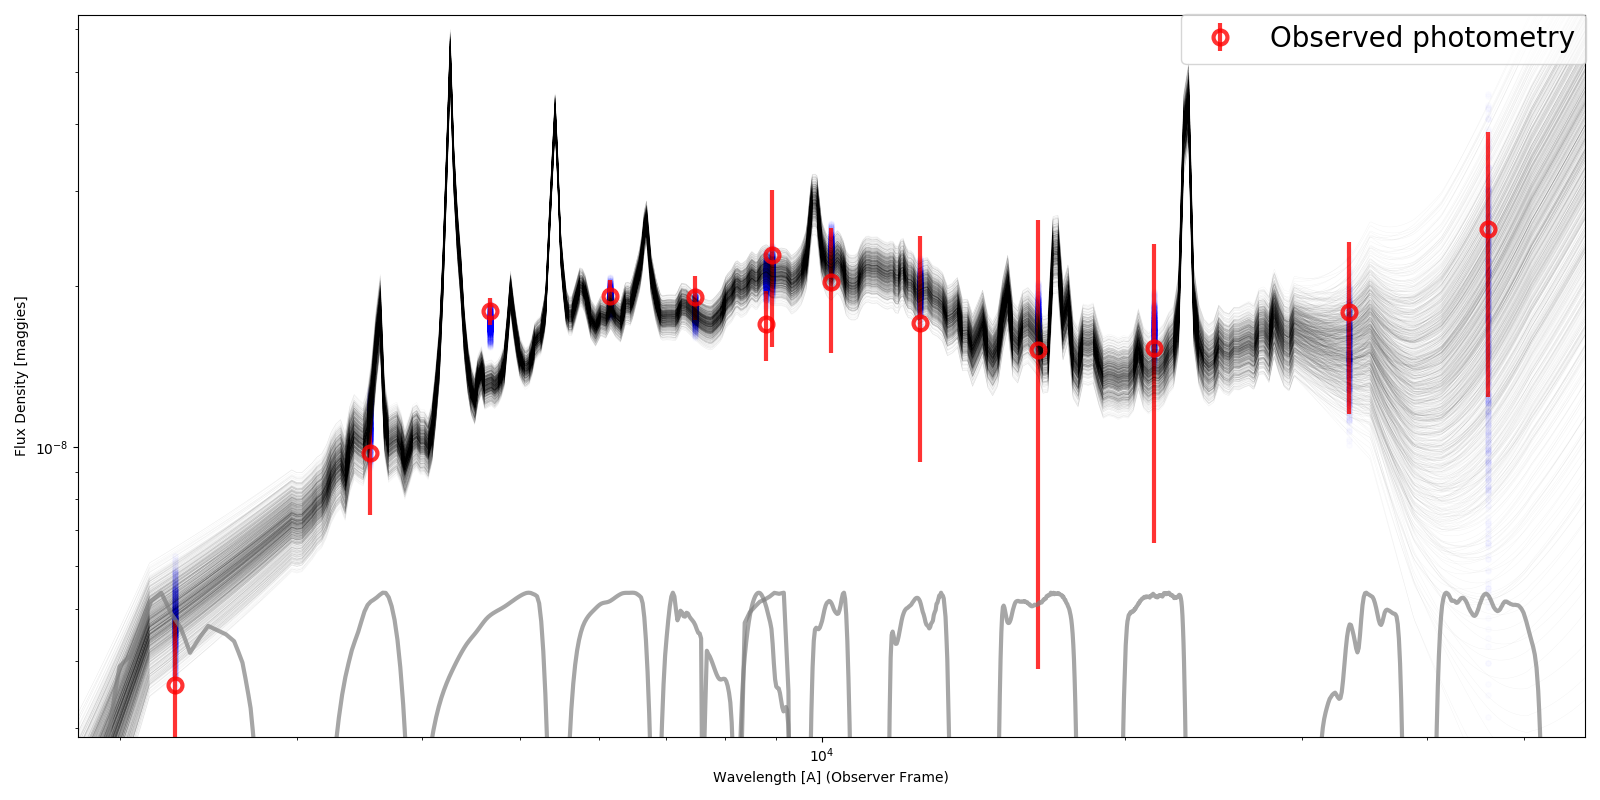 Observed photometry
Flux Density [maggies]
10⁻⁸
10⁴
Wavelength [A] (Observer Frame)